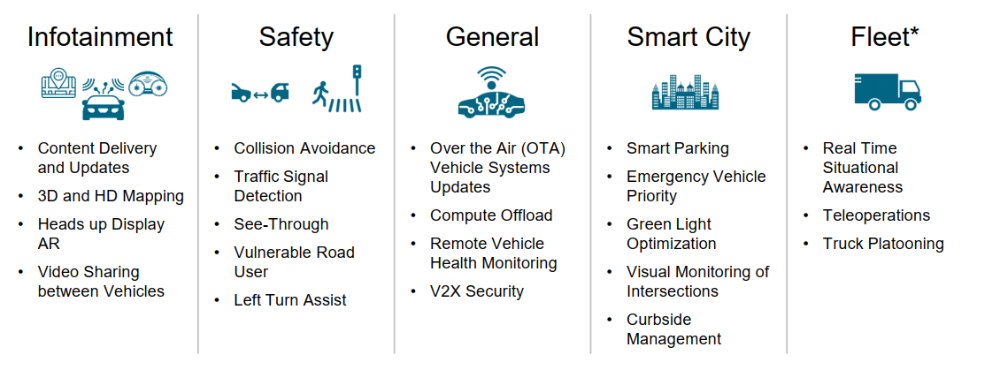 Infotainment
• Content Delivery
and Updates
• 3D and HD Mapping
• Heads up Display
AR
• Video Sharing
between Vehicles
Safety
• Collision Avoidance
• Traffic Signal
Detection
• See-Through
• Vulnerable Road
User
• Left Turn Assist
General
• Over the Air (OTA)
Vehicle Systems
Updates
• Compute Offload
• Remote Vehicle
Health Monitoring
• V2X Security
Smart City
• Smart Parking
• Emergency Vehicle
Priority
• Green Light
Optimization
• Visual Monitoring of
Intersections
• Curbside
Management
Fleet*
• Real Time
Situational
Awareness
• Teleoperations
• Truck Platooning